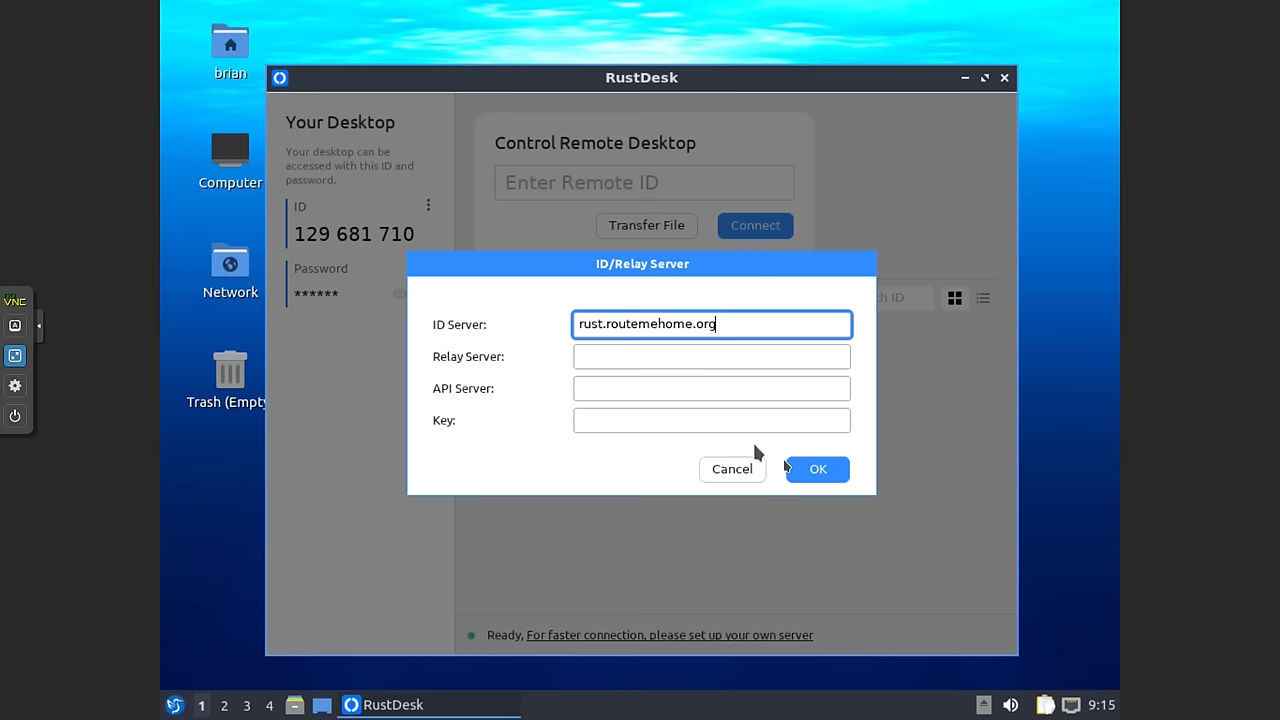 brian
Computer
Network
Trash (Empty
VNC
RustDesk
Your Desktop
Your desktop can be
accessed with this ID and
password.
ID
129 681 710
Password
******
Control Remote Desktop
Enter Remote ID
Transfer File
Connect
ID/Relay Server
ID Server:
rust.routemehome.org
Relay Server:
API Server:
Key:
Cancel
OK
ID
Ready, For faster connection, please set up your own server
1
2
3
4
RustDesk
9:15